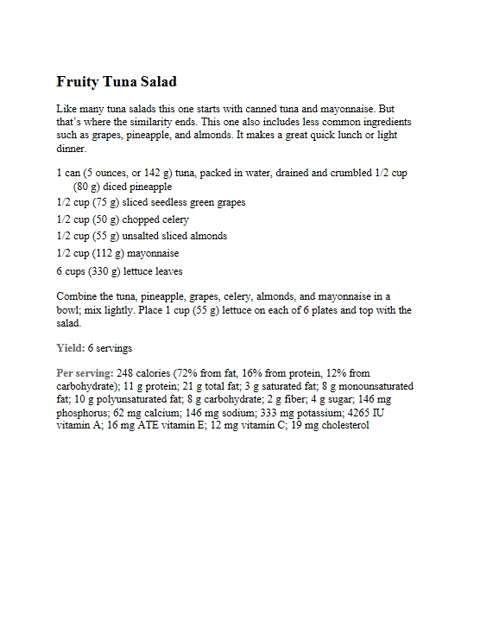 Fruity Tuna Salad
Like many tuna salads this one starts with canned tuna and mayonnaise. But
that's where the similarity ends. This one also includes less common ingredients
such as grapes, pineapple, and almonds. It makes a great quick lunch or light
dinner.
1 can (5 ounces, or 142 g) tuna, packed in water, drained and crumbled 1/2 cup
(80 g) diced pineapple
1/2 cup (75 g) sliced seedless green grapes
1/2 cup (50 g) chopped celery
1/2 cup (55 g) unsalted sliced almonds
1/2 cup (112 g) mayonnaise
6 cups (330 g) lettuce leaves
Combine the tuna, pineapple, grapes, celery, almonds, and mayonnaise in a
bowl; mix lightly. Place 1 cup (55 g) lettuce on each of 6 plates and top with the
salad.
Yield: 6 servings
Per serving: 248 calories (72% from fat, 16% from protein, 12% from
carbohydrate); 11 g protein; 21 g total fat; 3 g saturated fat; 8 g monounsaturated
fat; 10 g polyunsaturated fat; 8 g carbohydrate; 2 g fiber; 4 g sugar; 146 mg
phosphorus; 62 mg calcium; 146 mg sodium; 333 mg potassium; 4265 IU
vitamin A; 16 mg ATE vitamin E; 12 mg vitamin C; 19 mg cholesterol